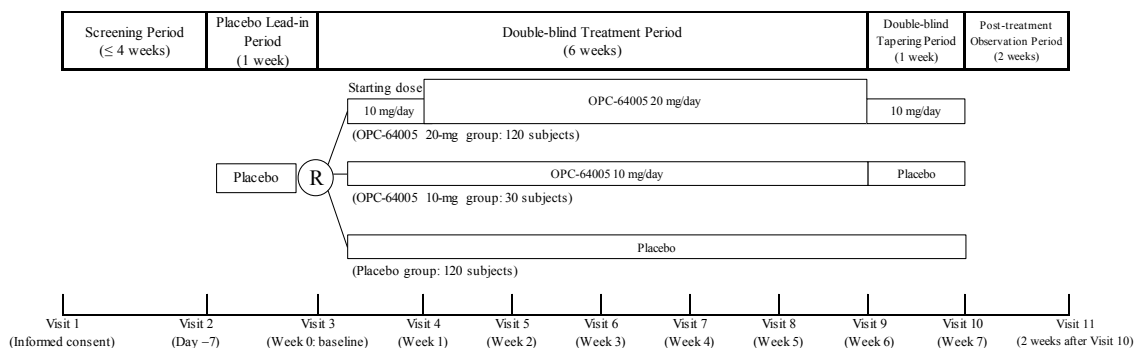 Screening Period
(≤ 4 weeks)
Placebo Lead-in
Period
(1 week)
Double-blind Treatment Period
(6 weeks)
Double-blind
Tapering Period
(1 week)
Post-treatment
Observation Period
(2 weeks)
Starting dose
10 mg/day
OPC-64005 20 mg/day
10 mg/day
(OPC-64005 20-mg group: 120 subjects)
Placebo
R
OPC-64005 10 mg/day
Placebo
(OPC-64005 10-mg group: 30 subjects)
Placebo
(Placebo group: 120 subjects)
Visit 1
(Informed consent)
Visit 2
(Day −7)
Visit 3
(Week 0: baseline)
Visit 4
(Week 1)
Visit 5
(Week 2)
Visit 6
(Week 3)
Visit 7
(Week 4)
Visit 8
(Week 5)
Visit 9
(Week 6)
Visit 10
(Week 7)
Visit 11
(2 weeks after Visit 10)